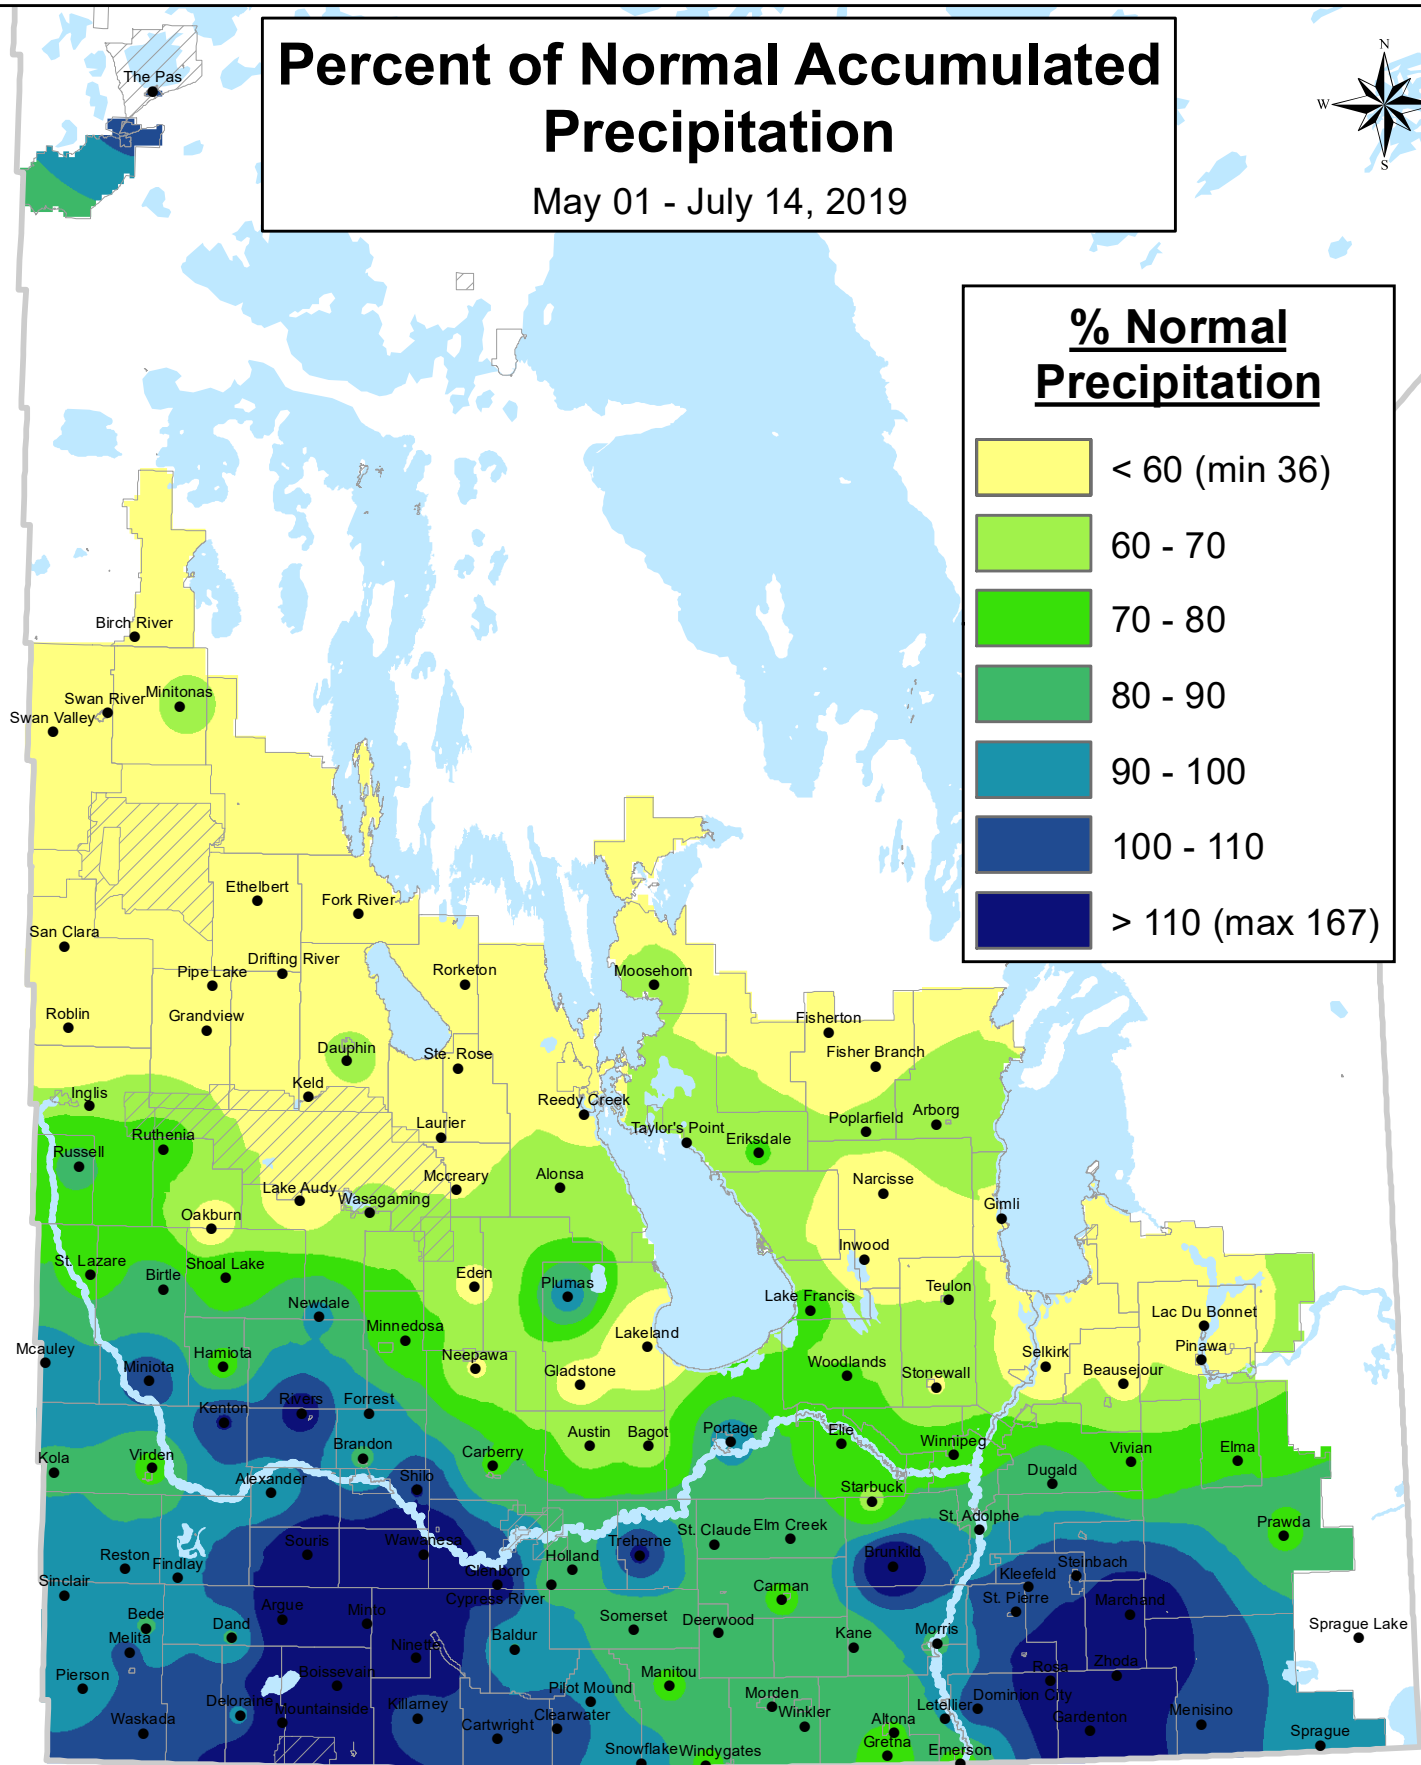 Percent of Normal Accumulated
Precipitation
May 01 - July 14, 2019
N
W
S
The Pas
% Normal
Precipitation
< 60 (min 36)
60 - 70
70 - 80
80 - 90
90 - 100
100 - 110
> 110 (max 167)
Birch River
Swan River
Minitonas
Swan Valley
Ethelbert
Fork River
San Clara
Drifting River
Pipe Lake
Rorketon
Moosehorn
Roblin
Grandview
Fisherton
Dauphin
Ste. Rose
Fisher Branch
Keld
Inglis
Reedy Creek
Laurier
Taylor's Point
Poplarfield
Arborg
Ruthenia
Eriksdale
Russell
Mccreary
Alonsa
Narcisse
Lake Audy
Wasagaming
Gimli
Oakburn
Inwood
St. Lazare
Birtle
Shoal Lake
Eden
Plumas
Teulon
Newdale
Lake Francis
Lac Du Bonnet
Minnedosa
Lakeland
Mcauley
Hamiota
Pinawa
Miniota
Neepawa
Gladstone
Woodlands
Stonewall
Selkirk
Beausejour
Rivers
Forrest
Kenton
Austin
Bagot
Portage
Elie
Winnipeg
Vivian
Elma
Kola
Virden
Brandon
Carberry
Alexander
Shilo
Dugald
Starbuck
St. Adolphe
Prawda
Souris
Wawanesa
Treherne
St. Claude
Elm Creek
Reston
Findlay
Holland
Brunkild
Steinbach
Sinclair
Glenboro
Kleefeld
Cypress River
Carman
St. Pierre
Marchand
Bede
Argue
Minto
Somerset
Deerwood
Sprague Lake
Dand
Melita
Ninette
Baldur
Kane
Morris
Pierson
Boissevain
Manitou
Rosa
Zhoda
Pilot Mound
Deloraine
Mountainside
Killarney
Morden
Letellier
Dominion City
Waskada
Cartwright
Clearwater
Winkler
Altona
Gardenton
Menisino
Gretna
Sprague
Snowflake
Windygates
Emerson